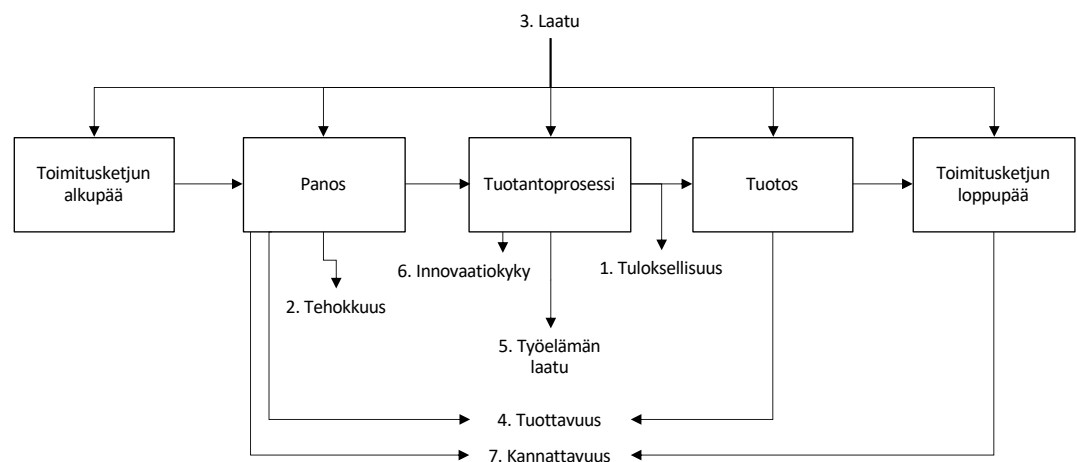 3. Laatu
Toimitusketjun
alkupää
Panos
Tuotantoprosessi
Tuotos
Toimitusketjun
loppupää
6. Innovaatiokyky
1. Tuloksellisuus
2. Tehokkuus
5. Työelämän
laatu
4. Tuottavuus
7. Kannattavuus